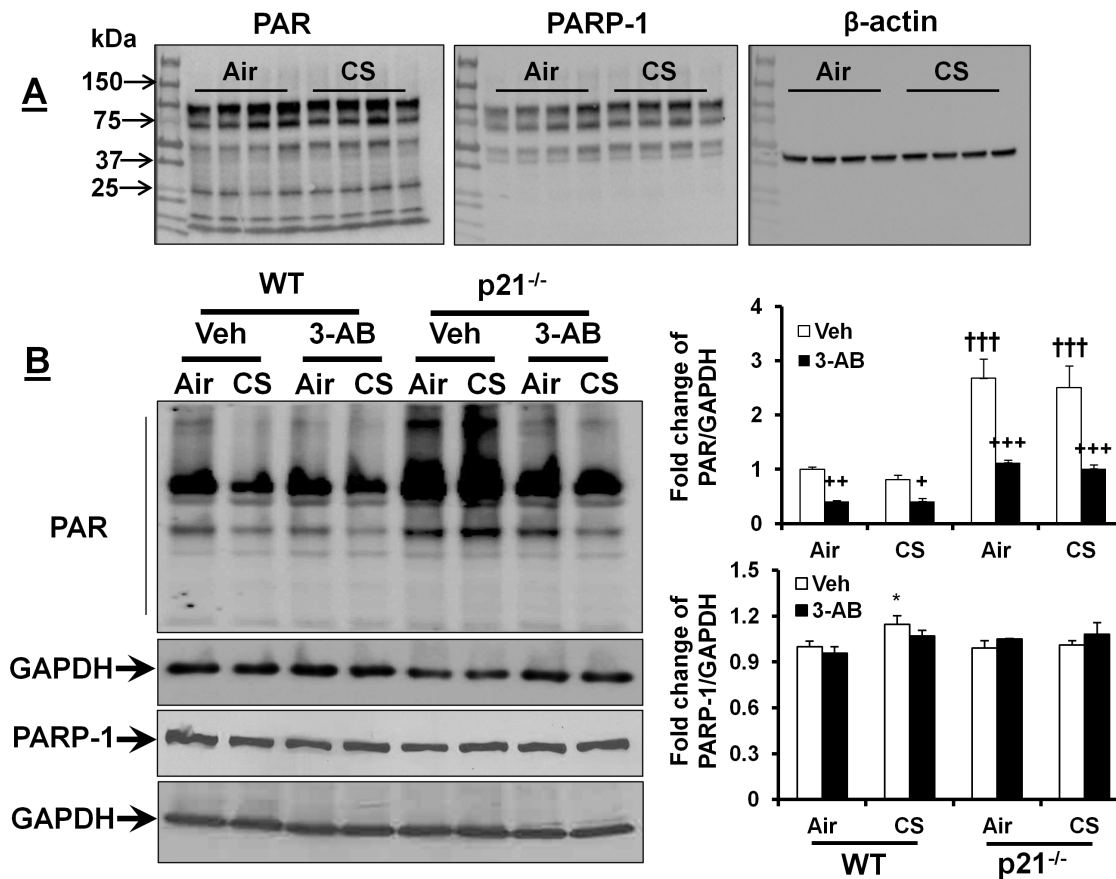 PAR PARP-1 β-actin
kDa
A
Air CS Air CS Air CS
150
75
37
25
B
WT p21-/-
Veh 3-AB Veh 3-AB
Air CS Air CS Air CS Air CS
PAR
GAPDH
PARP-1
GAPDH
Fold change of
PAR/GAPDH
4
3
2
1
0
Veh
3-AB
++ + ††† +++ ††† +++
Air CS Air CS
Fold change of
PARP-1/GAPDH
1.5
1.2
0.9
0.6
0.3
0
Veh
3-AB
*
Air CS Air CS
WT p21-/-